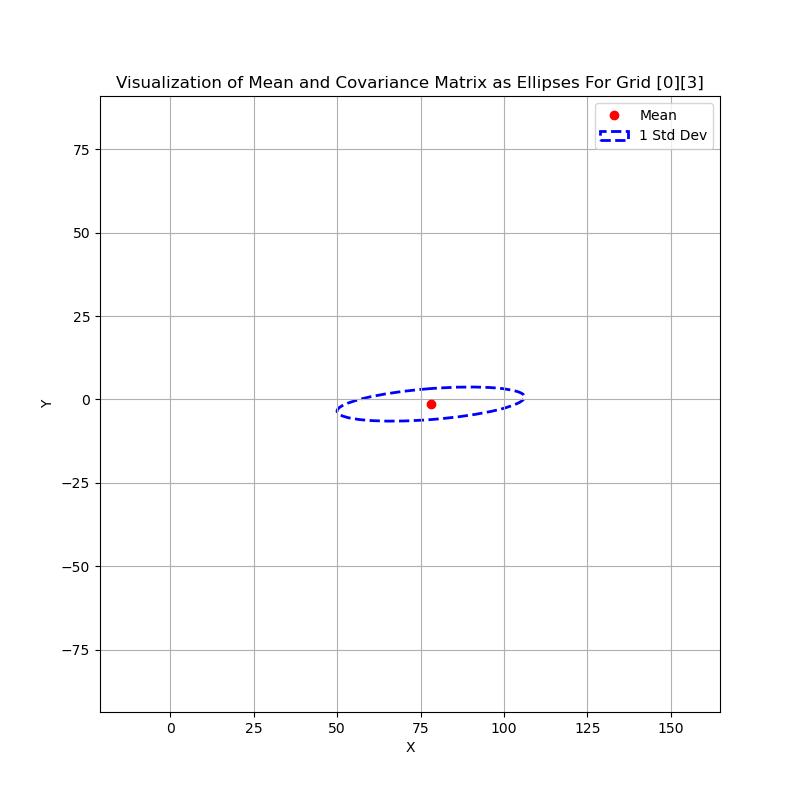 Visualization of Mean and Covariance Matrix as Ellipses For Grid [0][3]
Mean
1 Std Dev
75
50
25
0
−25
−50
−75
Y
0 25 50 75 100 125 150
X